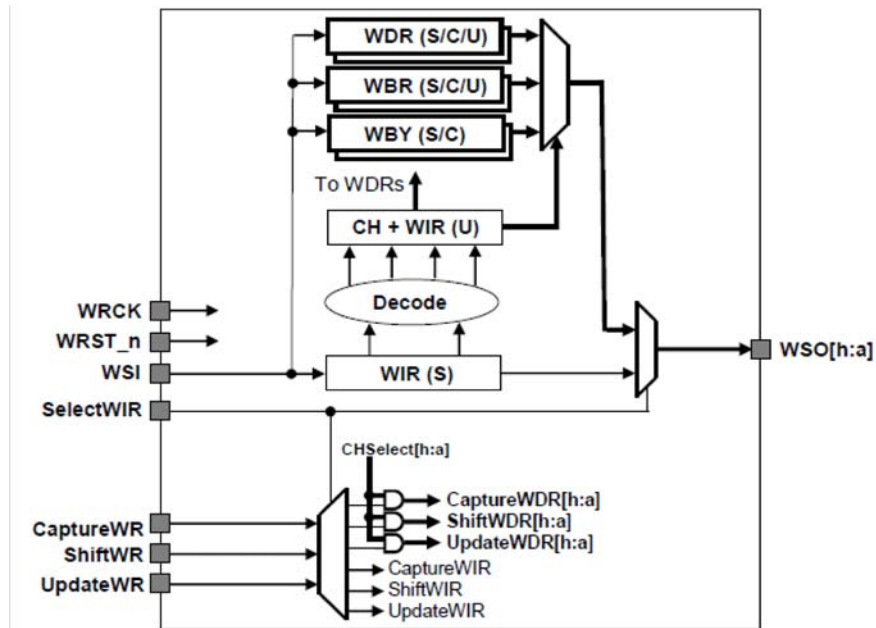 WDR (S/C/U)
WBR (S/C/U)
WBY (S/C)
To WDRs
CH + WIR (U)
Decode
WRCK
WRST_n
WSI
WIR (S)
WSO[h:a]
SelectWIR
CHSelect[h:a]
CaptureWDR[h:a]
CaptureWR
ShiftWDR[h:a]
ShiftWR
UpdateWDR[h:a]
CaptureWIR
UpdateWR
ShiftWIR
UpdateWIR